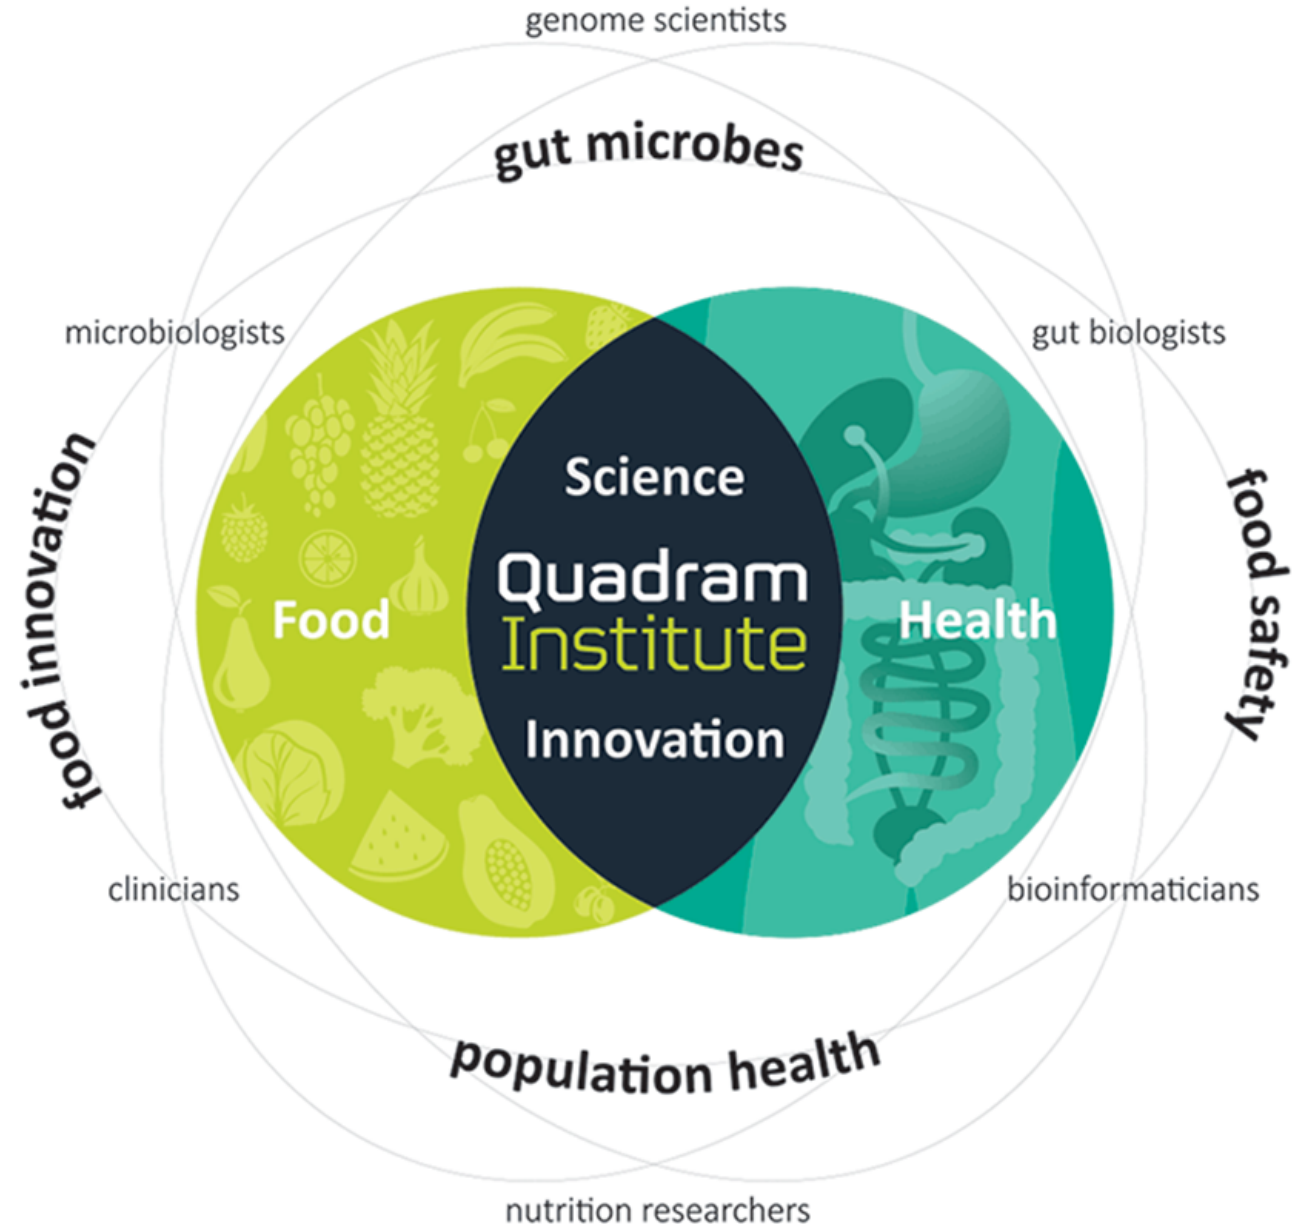 genome scientists
gut microbes
microbiologists
gut biologists
food innovation
food safety
Science
Quadram
Institute
Food
Health
Innovation
clinicians
bioinformaticians
population health
nutrition researchers